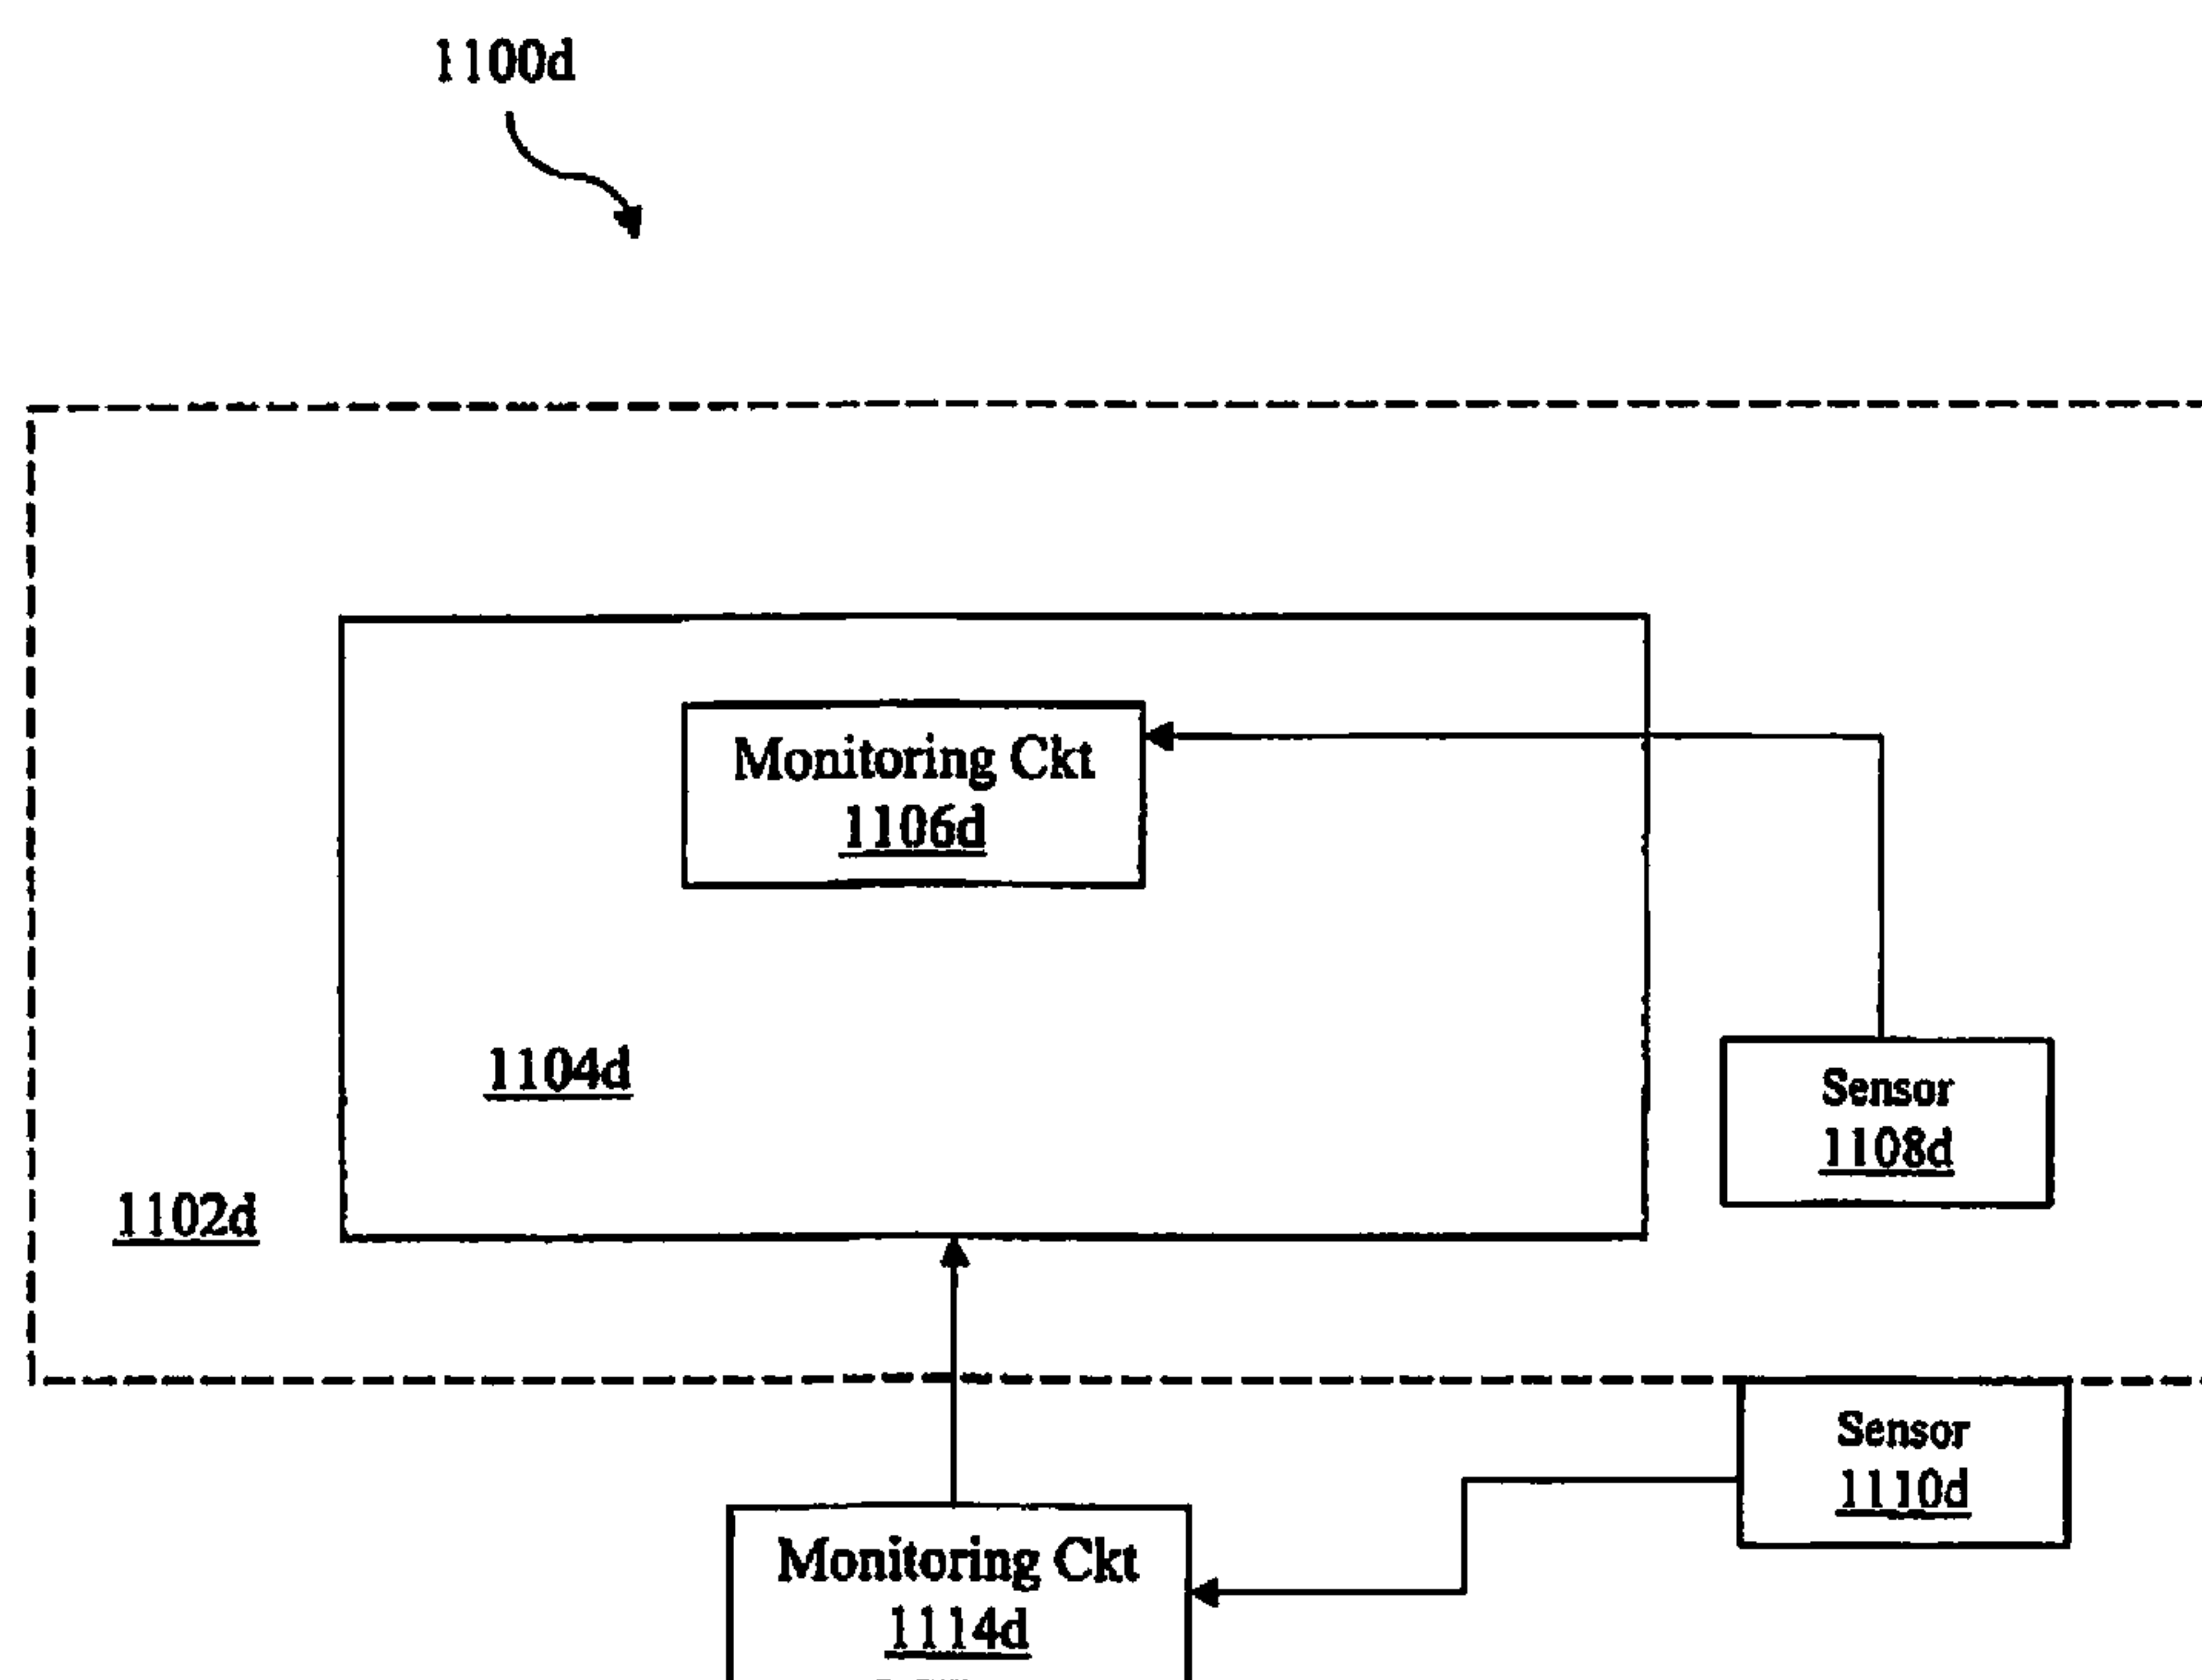 1100d
Monitoring Ckt
1106d
1104d
Sensor
1108d
1102d
Sensor
1110d
Monitoring Ckt
1114d